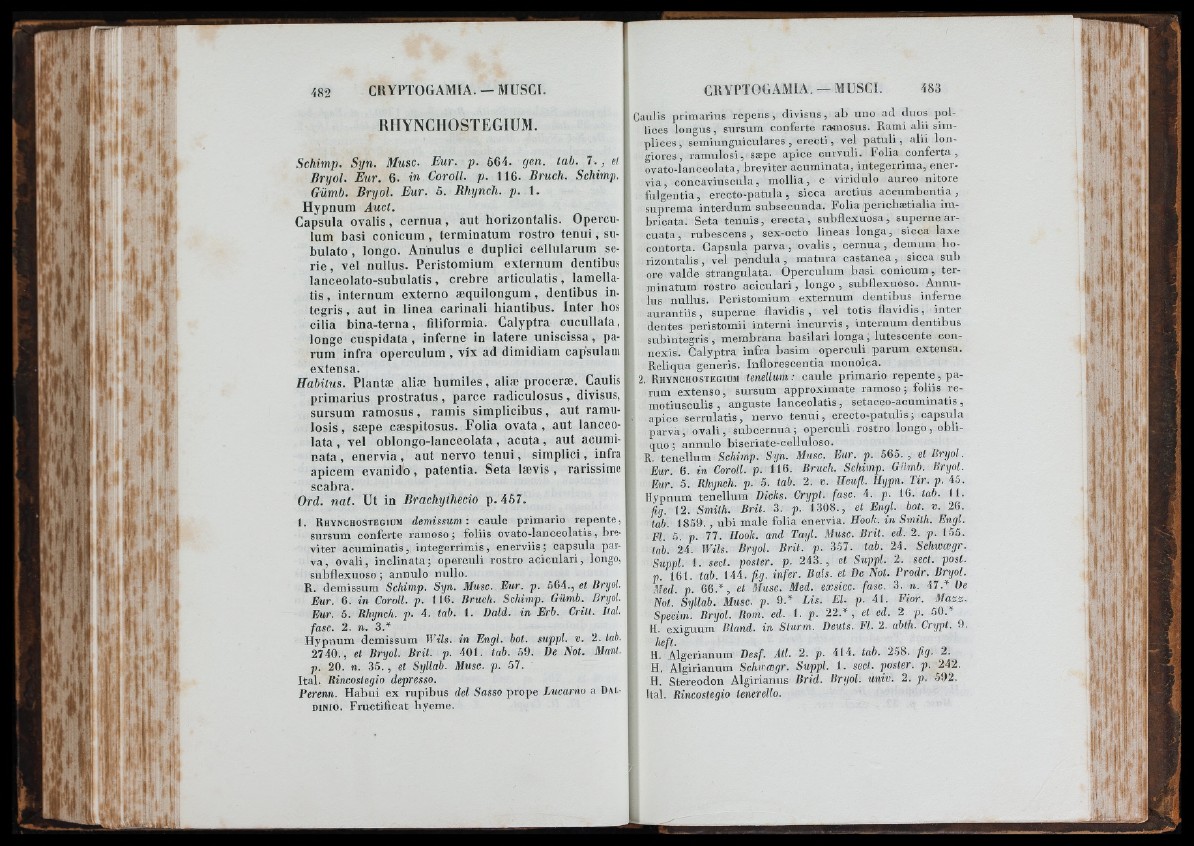 482 CRYPTOGAMIA. — MUSCI.
RHYNCHOSTEGIUM.
Schimp. Syn. Musc. Eur. p. 564. gen. tab. 7., et
Bryol. Eur. 6. in Coroll. p. 116. Bruch. Schimp.
Gümb. Bryol. Eur. 5. Rhynch. p. 1.
Hypnum Auct.
Capsula ovalis, cernua, aut horizontalis. Opercu-
lum basi conicum, terminatum rostro tenui, su-
bulato, longo. Annulus e duplici cellularum se-
rie, vel nullus. Peristomium externum dentibus
lanceolato-subulatis, crebre articulatis, lamella-
tis, internum externo æquilongum, dentibus in-
tegris, aut in linea carinali hiantibus. Inter hos
cilia bina-terna, filiformia. Calyptra cucullata,
longe cuspidata, inferne in latere uniscissa, pa-
rum infra operculum, vix ad dimidiam capsulam
extensa.
Habitus. Plantæ aliæ humiles, aliæ proceræ. Caulis
primarius prostratus, parce radiculosus, divisus,
sursum ramosus, ramis simplicibus, aut ramu-
losis, sæpe cæspitosus. Folia ovata, aut lanceo-
lata, vel oblongo-lanceolata, acuta, aut acumi-
nata, enervia, aut nervo tenui, simplici, infra
apicem evanido, patentia. Seta lævis, rarissime
scabra.
Ord. nat. Ut in Brachythecio p. 457.
1. RHYNCHOSTEGIUM demissum: caule primario repente,
sursum conferte ramoso; foliis ovato-lanceolatis, bre-
viter acuminatis, integerrimis, enerviis; capsula par-
va, ovali, inclinata; operculi rostro aciculari, longo,
subflexuoso; annulo nullo.
R. demissum Schimp. Syn. Musc. Eur. p. 564., et Bryol.
Eur. 6. in Coroll. p. 116. Bruch. Schimp. Gümb. Bryol.
Eur. 5. Rhynch. p. 4. tab. 1. Dald. in Erb. Critt. Ital.
fasc. 2. n. 3.*
Hypnum demissum Wils. in Engl. bot. suppl. v. 2. tab.
2740., et Bryol. Brit. p. 401. tab. 59. De Not. Mant.
p. 20. n. 35., et Syllab. Musc. p. 57.
Ital. Rincostegio depresso.
Perenn. Habui ex rupibus del Sasso prope Lucarno a DAL-
DINIO. Fructificat hyeme.
CRYPTOGAMIA. — MUSCI. 483
Caulis primarius repens, divisus, ab uno ad duos pol-
lices longus, sursum conferte ramosus. Rami alii sim-
plices, semiunguiculares, erecti, vel patuli, alii lon-
giores, ramulosi, sæpe apice curvuli. Folia conferta,
ovato-lanceolata, breviter acuminata, integerrima, ener-
via, concaviuscula, mollia, e viridulo aureo nitore
fulgentia, erecto-patula, sicca arctius accumbentia,
suprema interdum subsecunda. Folia perichætialia im-
bricata. Seta tenuis, erecta, subflexuosa, superne ar-
cuata, rubescens, sex-octo lineas longa, sicca laxe
contorta. Capsula parva, ovalis, cernua, demum ho-
rizontalis, vel pendula, matura castanea, sicca sub
ore valde strangulata. Operculum basi conicum, ter-
minatum rostro aciculari, longo, subflexuoso. Annu-
lus nullus. Peristomium externum dentibus inferne
aurantiis, superne flavidis, vel totis flavidis, inter
dentes peristomii interni incurvis, internum dentibus
subintegris, membrana basilari longa, lutescente con-
nexis. Calyptra infra basim operculi parum extensa.
Reliqua generis. Inflorescentia monoica.
2. RHYNCHOSTEGIUM tenellum: caule primario repente, pa-
rum extenso, sursum approximate ramoso; foliis re-
motiusculis, anguste lanceolatis, setaceo-acuminatis,
apice serrulatis, nervo tenui, erecto-patulis; capsula
parva, ovali, subcernua; operculi rostro longo, obli-
quo; annulo biseriate-celluloso.
R. tenellum Schimp. Syn. Musc. Eur. p. 565., et Bryol.
Eur. 6. in Coroll. p. 116. Bruch. Schimp. Gümb. Bryol.
Eur. 5. Rhynch. p. 5. tab. 2. v. Heufl. Hypn. Tir. p. 45.
Hypnum tenellum Dicks. Crypt. fasc. 4. p. 16. tab. 11.
fig. 12. Smith. Brit. 3. p. 1308., et Engl. bot. v. 26.
tab. 1859., ubi male folia enervia. Hook. in Smith. Engl.
Fl. 5. p. 77. Hook. and Tayl. Musc. Brit. ed. 2. p. 155.
tab. 24. Wils. Bryol. Brit. p. 357. tab. 24. Schwægr.
Suppl. 1. sect. poster. p. 243., et Suppl. 2. sect. post.
p. 161. tab. 144. fig. infer. Bals. et De Not. Prodr. Bryol.
Med. p. 66.*, et Musc. Med. exsicc. fasc. 3. n. 47.* De
Not. Syllab. Musc. p. 9.* Lis. El. p. 41. Fior. Mazz.
Specim. Bryol. Rom. ed. 1. p. 22.*, et ed. 2 p. 50.*
H. exiguum Bland. in Sturm. Deuts. Fl. 2. abth. Crypt. 9.
heft.
H. Algerianum Desf. Atl. 2. p. 414. tab. 258. fig. 2.
H. Algirianum Schwægr. Suppl. 1. sect. poster. p. 242.
H. Stereodon Algirianus Brid. Bryol. univ. 2. p. 592.
Ital. Rincostegio tenerello.